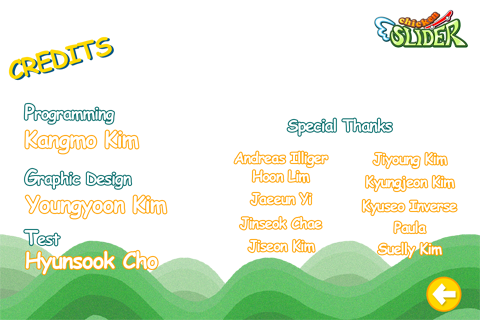 chicken
SLIDER
CREDITS
Programming
Kangmo Kim
Graphic Design
Youngyoon Kim
Test
Hyunsook Cho
Special Thanks
Andreas Illiger
Hoon Lim
Jaeeun Yi
Jinseok Chae
Jiseon Kim
Jiyoung Kim
Kyungjeon Kim
Kyuseo Inverse
Paula
Suelly Kim